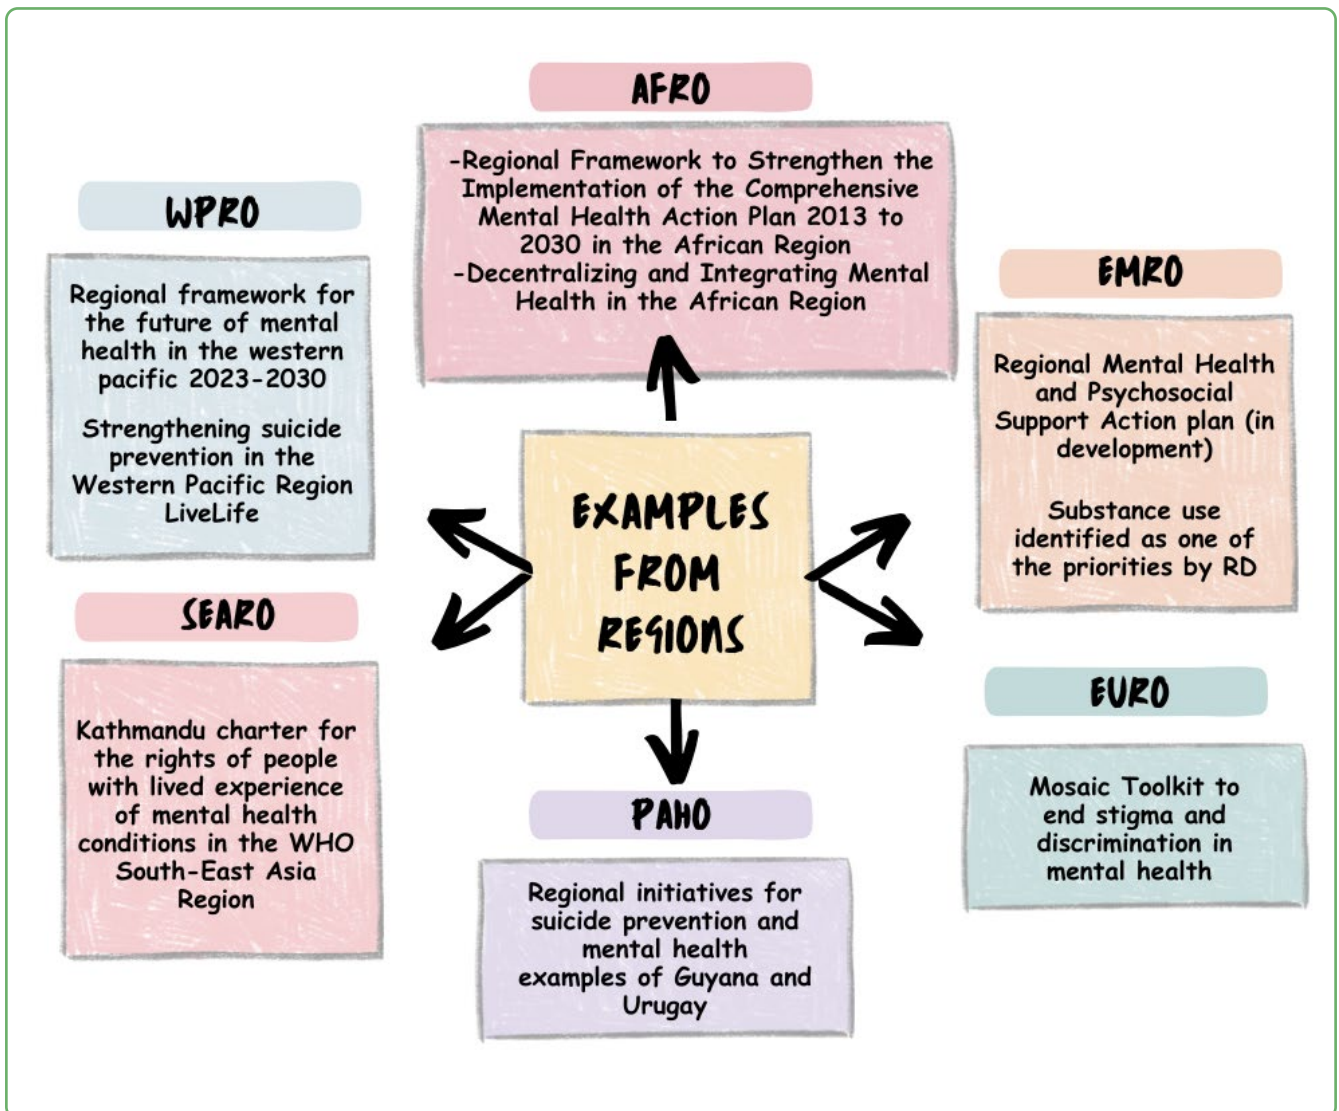 AFRO
-Regional Framework to Strengthen the
Implementation of the Comprehensive
Mental Health Action Plan 2013 to
2030 in the African Region
-Decentralizing and Integrating Mental
Health in the African Region
WPRO
Regional framework for
the future of mental
health in the western
pacific 2023-2030
Strengthening suicide
prevention in the
Western Pacific Region
LiveLife
EMRO
Regional Mental Health
and Psychosocial
Support Action plan (in
development)
Substance use
identified as one of
the priorities by RD
EXAMPLES
FROM
REGIONS
SEARO
Kathmandu charter for
the rights of people
with lived experience
of mental health
conditions in the WHO
South-East Asia
Region
EURO
Mosaic Toolkit to
end stigma and
discrimination in
mental health
PAHO
Regional initiatives for
suicide prevention and
mental health
examples of Guyana and
Urugay